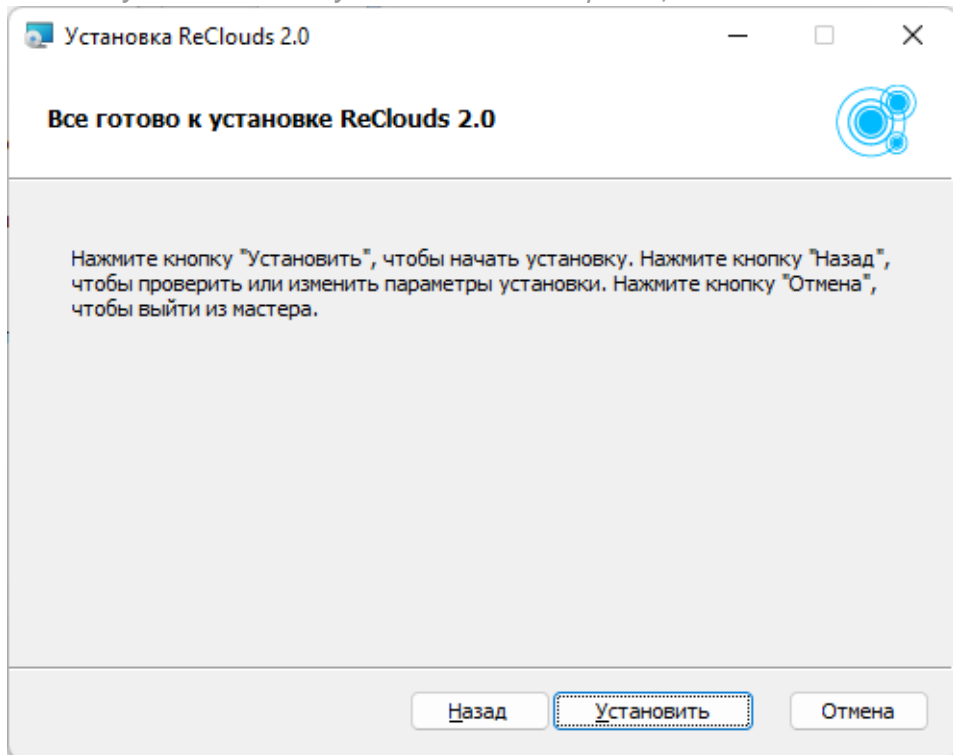 Установка ReClouds 2.0
Все готово к установке ReClouds 2.0
Нажмите кнопку "Установить", чтобы начать установку. Нажмите кнопку "Назад",
чтобы проверить или изменить параметры установки. Нажмите кнопку "Отмена",
чтобы выйти из мастера.
Назад
Установить
Отмена